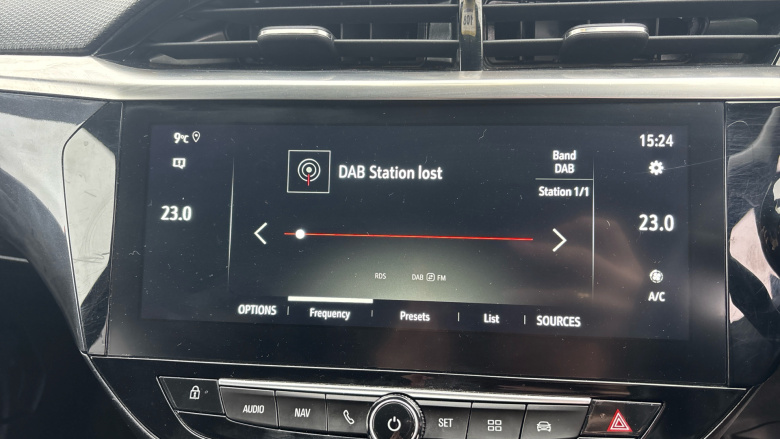 9°C
15:24
DAB Station lost
Band
DAB
Station 1/1
23.0
23.0
RDS
DAB FM
A/C
OPTIONS
Frequency
Presets
List
SOURCES
AUDIO
NAV
SET